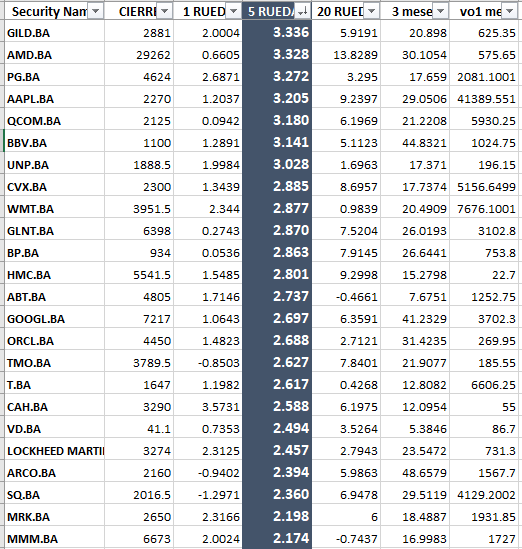 Security Nam CIERRI 1 RUED 5 RUEDA 20 RUED 3 mese vo1 me
GILD.BA 2881 2.0004 3.336 5.9191 20.898 625.35
AMD.BA 29262 0.6605 3.328 13.8289 30.1054 575.65
PG.BA 4624 2.6871 3.272 3.295 17.659 2081.1001
AAPL.BA 2270 1.2037 3.205 9.2397 29.0506 41389.551
QCOM.BA 2125 0.0942 3.180 6.1969 21.2208 5930.25
BBV.BA 1100 1.2891 3.141 5.1123 44.8321 1024.75
UNP.BA 1888.5 1.9984 3.028 1.6963 17.371 196.15
CVX.BA 2300 1.3439 2.885 8.6957 17.7374 5156.6499
WMT.BA 3951.5 2.344 2.877 0.9839 20.4909 7676.1001
GLNT.BA 6398 0.2743 2.870 7.5204 26.0193 3102.8
BP.BA 934 0.0536 2.863 7.9145 26.6441 753.8
HMC.BA 5541.5 1.5485 2.801 9.2998 15.2798 22.7
ABT.BA 4805 1.7146 2.737 -0.4661 7.6751 1252.75
GOOGL.BA 7217 1.0643 2.697 6.3591 41.2329 3702.3
ORCL.BA 4450 1.4823 2.688 2.7121 31.4235 269.95
TMO.BA 3789.5 -0.8503 2.627 7.8401 21.9077 185.55
T.BA 1647 1.1982 2.617 0.4268 12.8082 6606.25
CAH.BA 3290 3.5731 2.588 6.1975 12.0954 55
VD.BA 41.1 0.7353 2.494 3.5264 5.3846 86.7
LOCKHEED MARTI 3274 2.3125 2.457 2.7943 23.5472 731.3
ARCO.BA 2160 -0.9402 2.394 5.9863 48.6579 1567.7
SQ.BA 2016.5 -1.2971 2.360 6.9478 29.5119 4129.2002
MRK.BA 2650 2.3166 2.198 6 18.4887 1931.85
MMM.BA 6673 2.0024 2.174 -0.7437 16.9983 1727